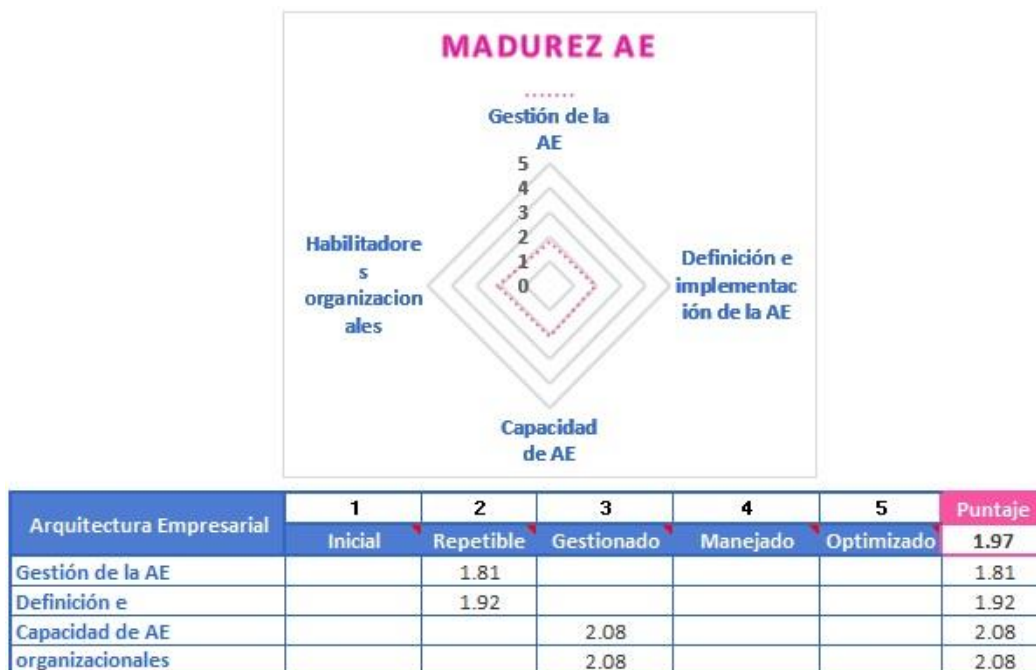 MADUREZ AE
Gestión de la
AE
5
4
3
2
1
0
Habilitadore
s
organizacion
ales
Definición e
implementac
ión de la AE
Capacidad
de AE
Arquitectura Empresarial 1 2 3 4 5 Puntaje
Inicial Repetible Gestionado Manejado Optimizado 1.97
Gestión de la AE 1.81 1.81
Definición e 1.92 1.92
Capacidad de AE 2.08 2.08
organizacionales 2.08 2.08